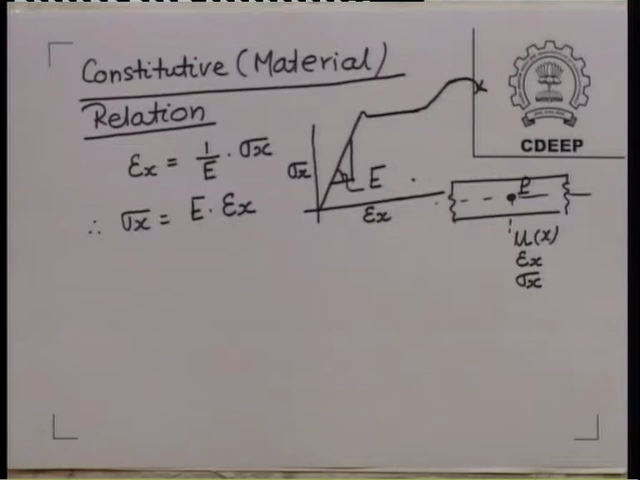 Constitutive (Material)
Relation
εx = 1/E · σx
∴ σx = E · εx
σx
E
εx
CDEEP
P
u(x)
εx
σx